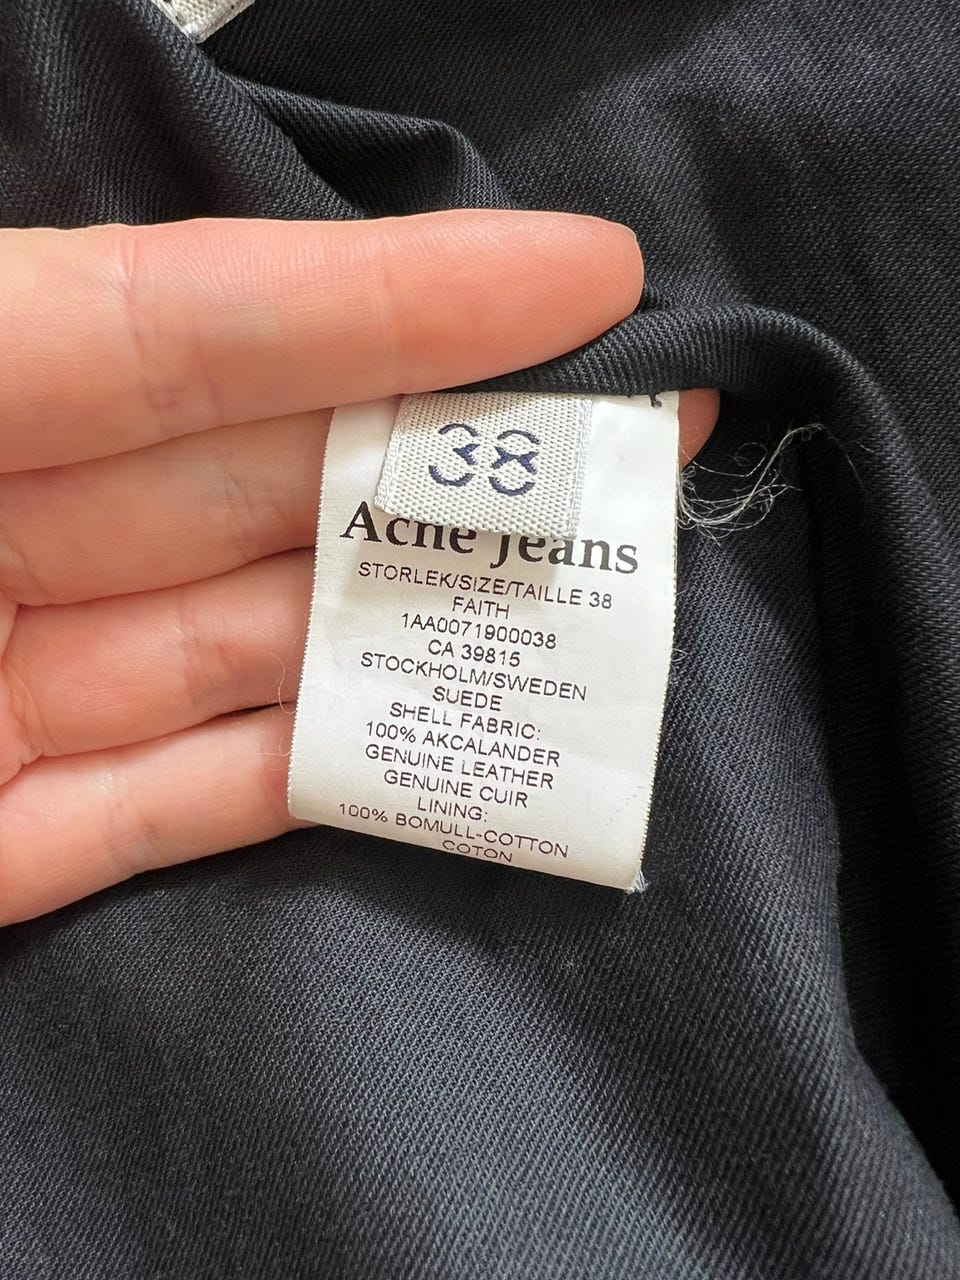 38
Acne Jeans
STORLEK/SIZE/TAILLE 38
FAITH
1AA0071900038
CA 39815
STOCKHOLM/SWEDEN
SUEDE
SHELL FABRIC:
100% AKCALANDER
GENUINE LEATHER
GENUINE CUIR
LINING:
100% BOMULL-COTTON
COTON